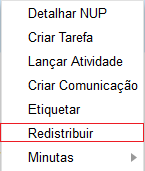 Detalhar NUP
Criar Tarefa
Lançar Atividade
Criar Comunicação
Etiquetar
Redistribuir
Minutas